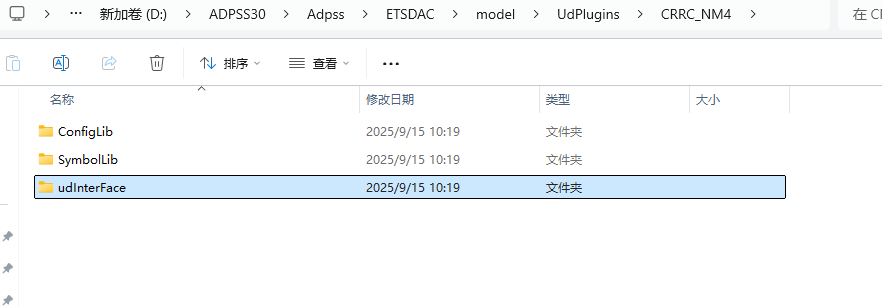 新加卷 (D:) > ADPSS30 > Adpss > ETSDAC > model > UdPlugins > CRRC_NM4 > 在
排序 查看
名称 修改日期 类型 大小
ConfigLib 2025/9/15 10:19 文件夹
SymbolLib 2025/9/15 10:19 文件夹
udInterFace 2025/9/15 10:19 文件夹